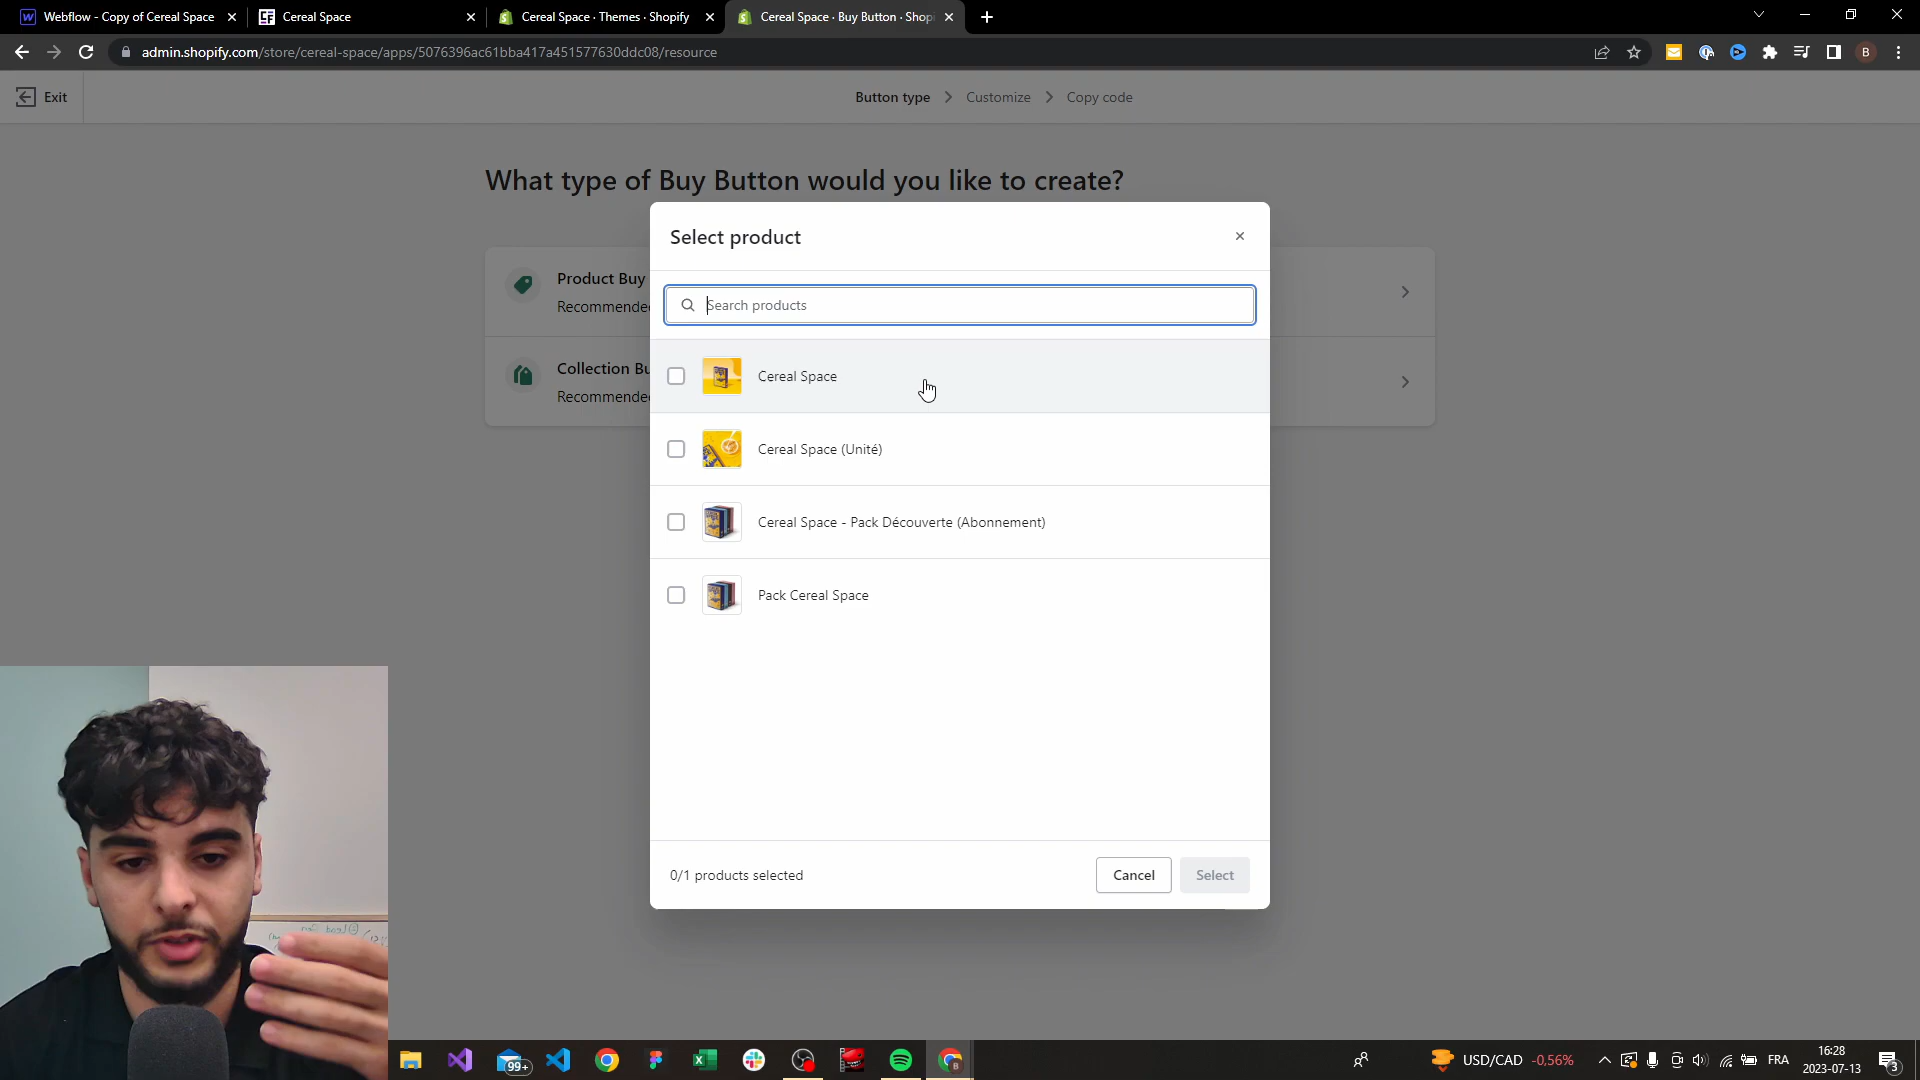 Webflow - Copy of Cereal Space
Cereal Space
Cereal Space · Themes · Shopify
Cereal Space · Buy Button · Shopi
admin.shopify.com/store/cereal-space/apps/5076396ac61bba417a451577630ddc08/resource
B
Exit
Button type
Customize
Copy code
What type of Buy Button would you like to create?
Product Buy
Recommende
Collection Bu
Recommende
Select product
Search products
Cereal Space
Cereal Space (Unité)
Cereal Space - Pack Découverte (Abonnement)
Pack Cereal Space
0/1 products selected
Cancel
Select
99+
USD/CAD -0,56%
FRA
16:28
2023-07-13
3